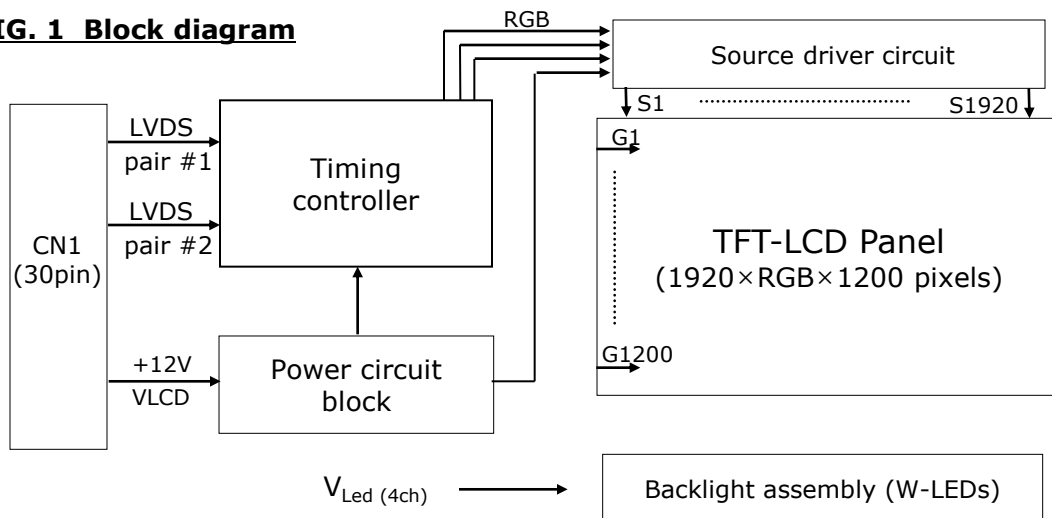 IG. 1  Block diagram
RGB
Source driver circuit
S1
S1920
LVDS
pair #1
Timing
controller
G1
LVDS
pair #2
CN1
(30pin)
TFT-LCD Panel
(1920×RGB×1200 pixels)
+12V
VLCD
Power circuit
block
G1200
VLed (4ch)
Backlight assembly (W-LEDs)